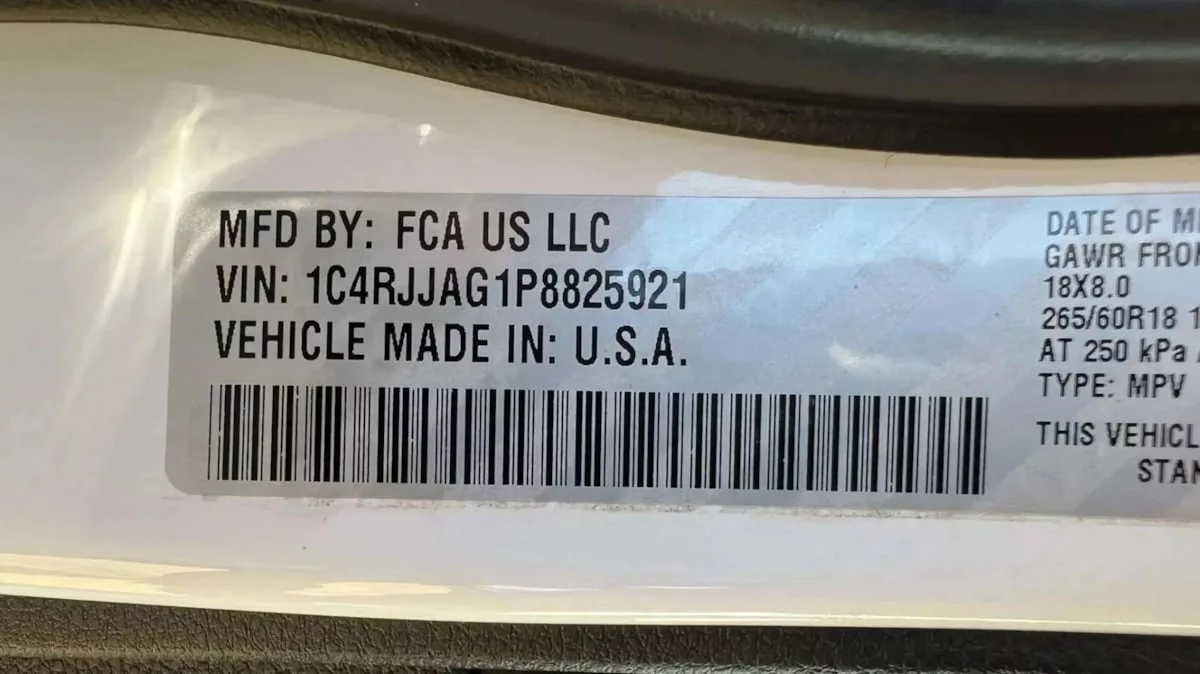 MFD BY: FCA US LLC
VIN: 1C4RJJAG1P8825921
VEHICLE MADE IN: U.S.A.
DATE OF
GAWR
18X8.0
265/60R18
AT 250 kPa
TYPE: MPV
THIS